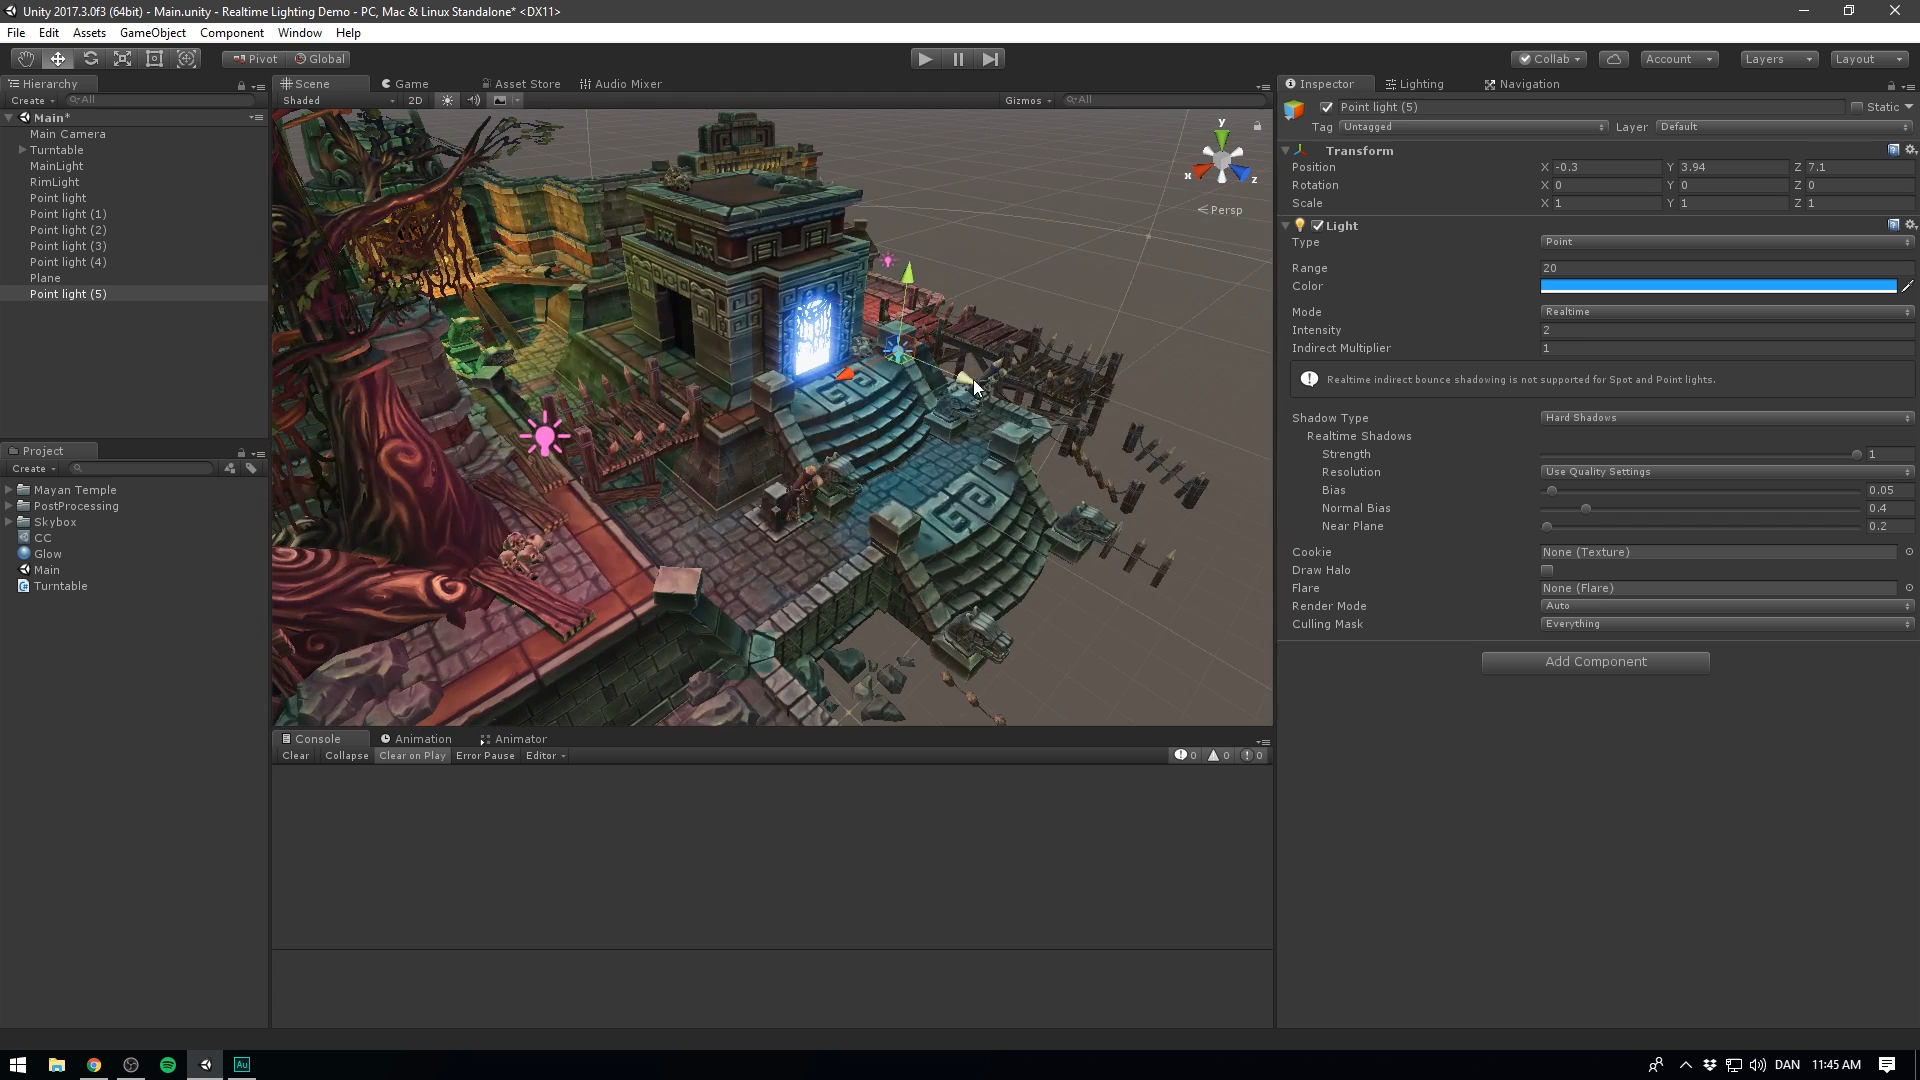 Unity 2017.3.0f3 (64bit) - Main.unity - Realtime Lighting Demo - PC, Mac & Linux Standalone* <DX11>
File Edit Assets GameObject Component Window Help
Pivot Global Collab Account Layers Layout
Hierarchy
Create All
Main*
Main Camera
Turntable
MainLight
RimLight
Point light
Point light (1)
Point light (2)
Point light (3)
Point light (4)
Plane
Point light (5)
Project
Create
Mayan Temple
PostProcessing
Skybox
CC
Glow
Main
Turntable
Scene Game Asset Store Audio Mixer
Shaded 2D Gizmos All
y
x z
Persp
Console Animation Animator
Clear Collapse Clear on Play Error Pause Editor 0 0 0
Inspector Lighting Navigation
Point light (5) Static
Tag Untagged Layer Default
Transform
Position X -0.3 Y 3.94 Z 7.1
Rotation X 0 Y 0 Z 0
Scale X 1 Y 1 Z 1
Light
Type Point
Range 20
Color
Mode Realtime
Intensity 2
Indirect Multiplier 1
Realtime indirect bounce shadowing is not supported for Spot and Point lights.
Shadow Type Hard Shadows
Realtime Shadows
Strength 1
Resolution Use Quality Settings
Bias 0.05
Normal Bias 0.4
Near Plane 0.2
Cookie None (Texture)
Draw Halo
Flare None (Flare)
Render Mode Auto
Culling Mask Everything
Add Component
Au DAN 11:45 AM